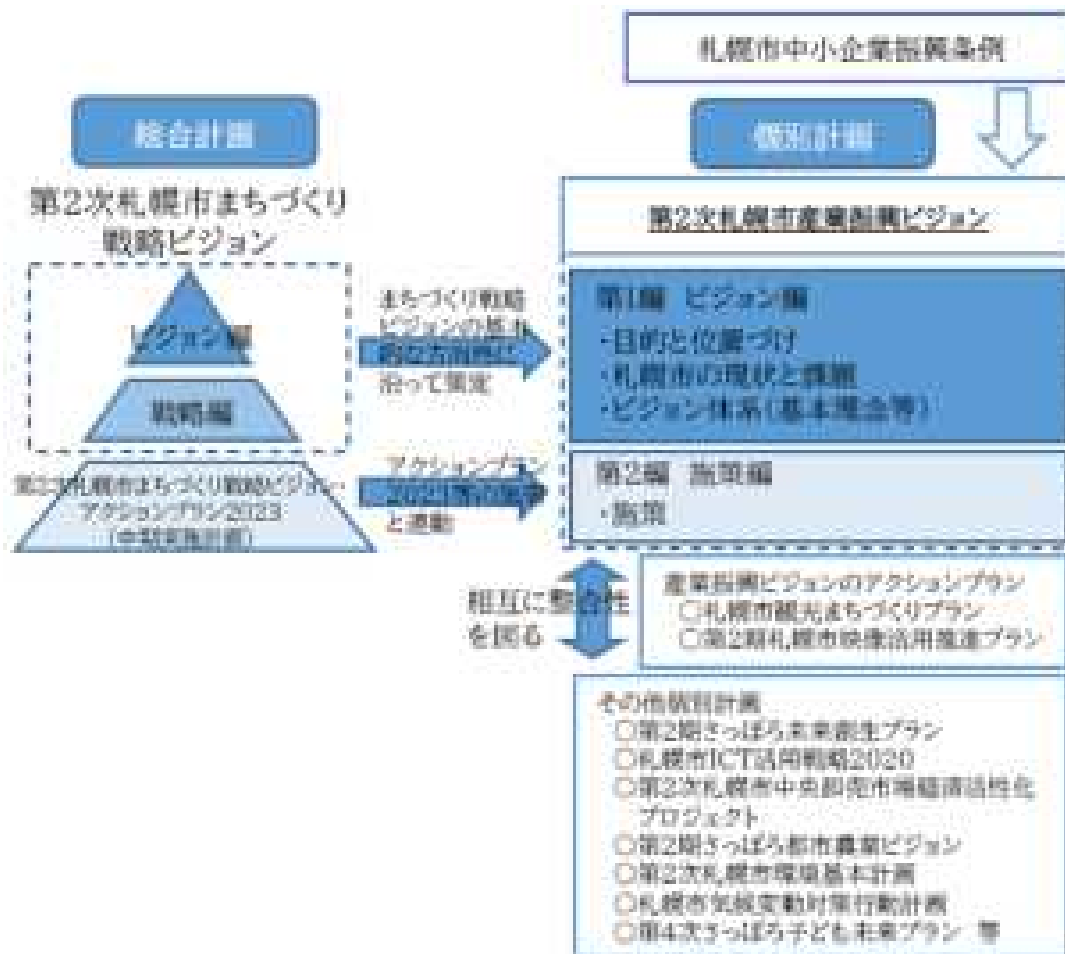 札幌市中小企業振興条例
総合計画
個別計画
第2次札幌市まちづくり
戦略ビジョン
第2次札幌市産業振興ビジョン
ビジョン編
戦略編
まちづくり戦略
ビジョンの基本
的な方向性に
沿って策定
第1編 ビジョン編
・目的と位置づけ
・札幌市の現状と課題
・ビジョン体系(基本理念等)
第2次札幌市まちづくり戦略ビジョン・
アクションプラン2023
(中期実施計画)
アクションプラン
と連動
第2編 施策編
・施策
相互に整合性
を図る
産業振興ビジョンのアクションプラン
○札幌市観光まちづくりプラン
○第2期札幌市映像活用推進プラン
その他個別計画
○第2期さっぽろ未来創生プラン
○札幌市ICT活用戦略2020
○第2次札幌市中央卸売市場経済活性化
プロジェクト
○第2期さっぽろ都市農業ビジョン
○第2次札幌市環境基本計画
○札幌市気候変動対策行動計画
○第4次さっぽろ子ども未来プラン 等